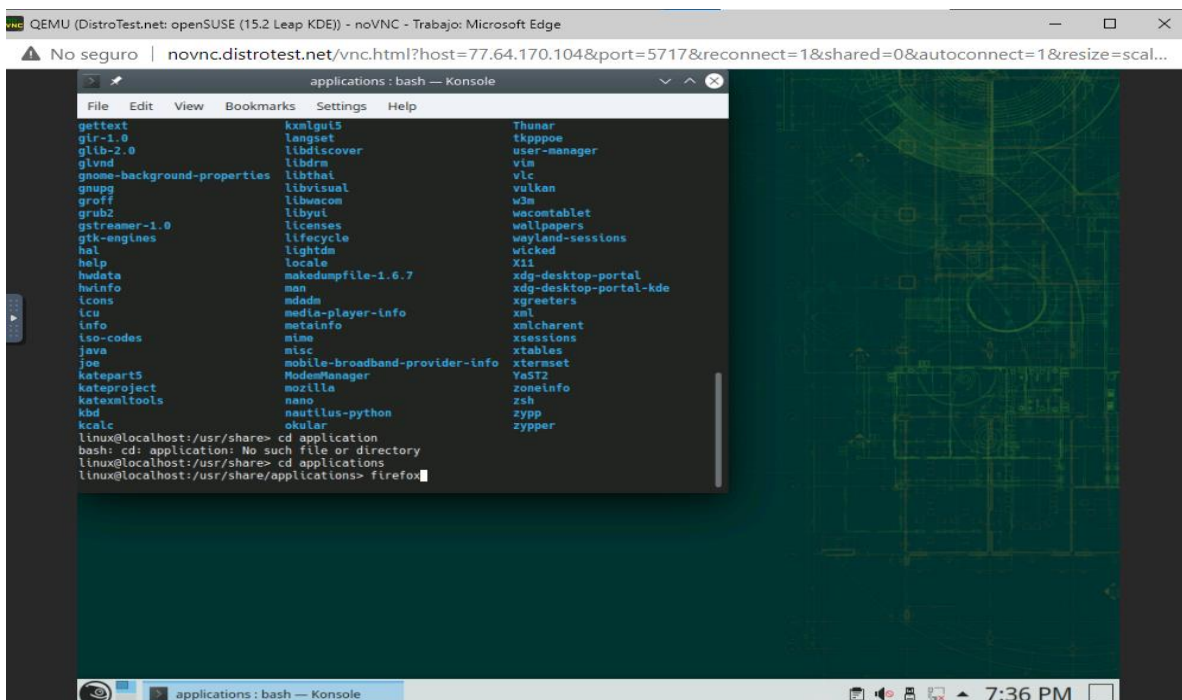 QEMU (DistroTest.net: openSUSE (15.2 Leap KDE)) - noVNC - Trabajo: Microsoft Edge
No seguro | novnc.distrotest.net/vnc.html?host=77.64.170.104&port=5717&reconnect=1&shared=0&autoconnect=1&resize=scal...
applications : bash — Konsole
File Edit View Bookmarks Settings Help
gettext kxmlgui5 Thunar
gir-1.0 langset tkpppoe
glib-2.0 libdiscover user-manager
glvnd libdrm vim
gnome-background-properties libthai vlc
gnupg libvisual vulkan
groff libwacom w3m
grub2 libyui wacomtablet
gstreamer-1.0 licenses wallpapers
gtk-engines lifecycle wayland-sessions
hal lightdm wicked
help locale X11
hwdata makedumpfile-1.6.7 xdg-desktop-portal
hwinfo man xdg-desktop-portal-kde
icons mdadm xgreeters
icu media-player-info xml
info metainfo xmlcharent
iso-codes mime xsessions
java misc xtables
joe mobile-broadband-provider-info xtermset
katepart5 ModemManager YaST2
kateproject mozilla zoneinfo
katexmltools nano zsh
kbd nautilus-python zypp
kcalc okular zypper
linux@localhost:/usr/share> cd application
bash: cd: application: No such file or directory
linux@localhost:/usr/share> cd applications
linux@localhost:/usr/share/applications> firefox
applications : bash — Konsole
7:36 PM